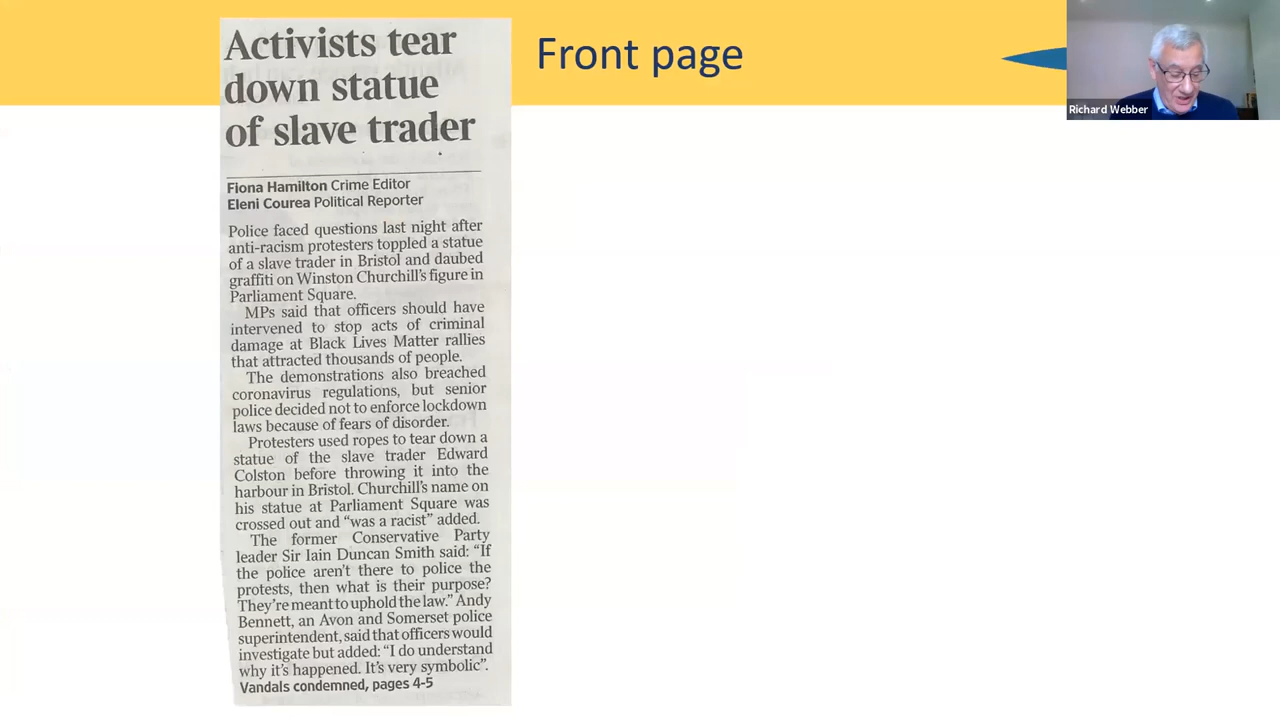 Front page
Richard Webber
Activists tear
down statue
of slave trader
Fiona Hamilton Crime Editor
Eleni Courea Political Reporter
Police faced questions last night after
anti-racism protesters toppled a statue
of a slave trader in Bristol and daubed
graffiti on Winston Churchill's figure in
Parliament Square.
MPs said that officers should have
intervened to stop acts of criminal
damage at Black Lives Matter rallies
that attracted thousands of people.
The demonstrations also breached
coronavirus regulations, but senior
police decided not to enforce lockdown
laws because of fears of disorder.
Protesters used ropes to tear down a
statue of the slave trader Edward
Colston before throwing it into the
harbour in Bristol. Churchill's name on
his statue at Parliament Square was
crossed out and “was a racist” added.
The former Conservative Party
leader Sir Iain Duncan Smith said: “If
the police aren't there to police the
protests, then what is their purpose?
They're meant to uphold the law.” Andy
Bennett, an Avon and Somerset police
superintendent, said that officers would
investigate but added: “I do understand
why it's happened. It's very symbolic”.
Vandals condemned, pages 4-5